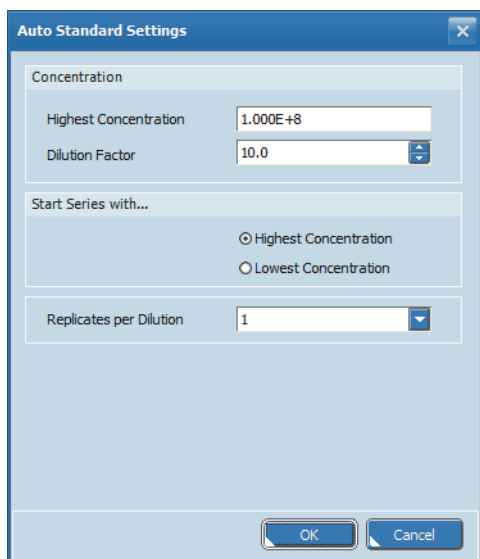 Auto Standard Settings
Concentration
Highest Concentration 1.000E+8
Dilution Factor 10.0
Start Series with...
Highest Concentration
Lowest Concentration
Replicates per Dilution 1
OK Cancel